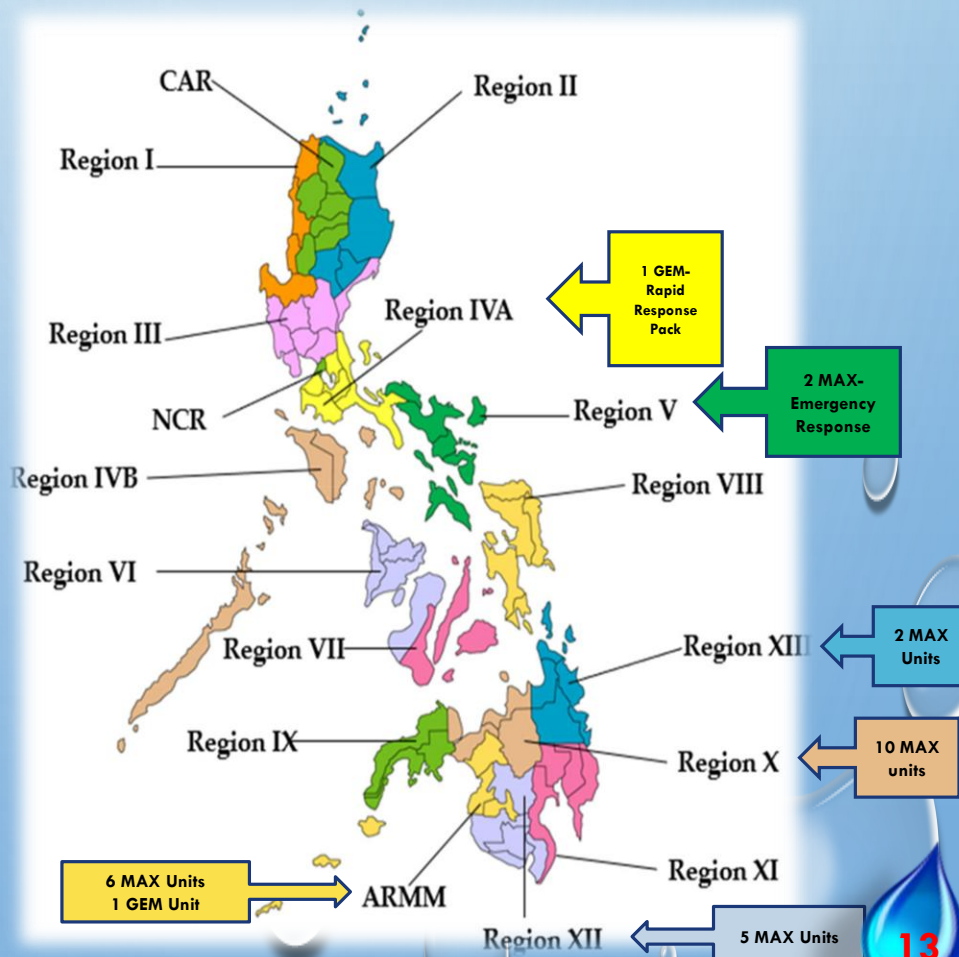 CAR
Region II
Region I
1 GEM-
Rapid
Response
Pack
Region IVA
Region III
2 MAX-
Emergency
Response
NCR
Region V
Region IVB
Region VIII
Region VI
2 MAX
Units
Region VII
Region XIII
Region IX
10 MAX
units
Region X
Region XI
6 MAX Units
1 GEM Unit
ARMM
Region XII
5 MAX Units
13